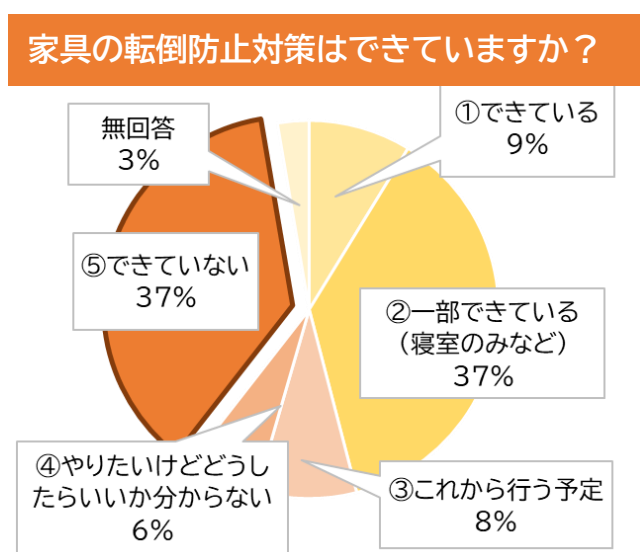 家具の転倒防止対策はできていますか？
①できている
9%
②一部できている
（寝室のみなど）
37%
③これから行う予定
8%
④やりたいけどどうし
たらいいか分からない
6%
⑤できていない
37%
無回答
3%